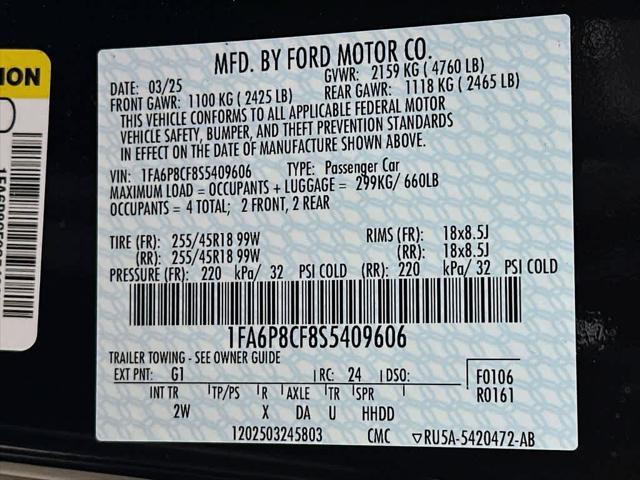 MFD. BY FORD MOTOR CO.
DATE: 03/25 GVWR: 2159 KG ( 4760 LB)
FRONT GAWR: 1100 KG ( 2425 LB) REAR GAWR: 1118 KG ( 2465 LB)
THIS VEHICLE CONFORMS TO ALL APPLICABLE FEDERAL MOTOR
VEHICLE SAFETY, BUMPER, AND THEFT PREVENTION STANDARDS
IN EFFECT ON THE DATE OF MANUFACTURE SHOWN ABOVE.
VIN: 1FA6P8CF8S5409606 TYPE: Passenger Car
MAXIMUM LOAD = OCCUPANTS + LUGGAGE = 299KG/ 660LB
OCCUPANTS = 4 TOTAL; 2 FRONT, 2 REAR
TIRE (FR): 255/45R18 99W RIMS (FR): 18x8.5J
(RR): 255/45R18 99W (RR): 18x8.5J
PRESSURE (FR): 220 kPa/ 32 PSI COLD (RR): 220 kPa/ 32 PSI COLD
1FA6P8CF8S5409606
TRAILER TOWING - SEE OWNER GUIDE
EXT PNT: G1 RC: 24 DSO: F0106
INT TR TP/PS R AXLE TR SPR R0161
2W X DA U HHDD
1202503245803 CMC ▽RU5A-5420472-AB